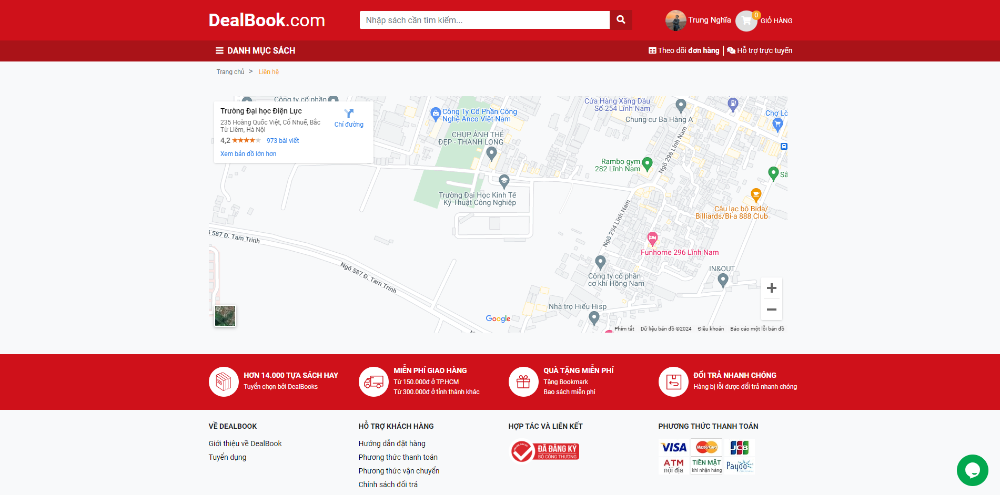 DealBook.com
Nhập sách cần tìm kiếm...
Trung Nghĩa
0
GIỎ HÀNG
DANH MỤC SÁCH
Theo dõi đơn hàng
Hỗ trợ trực tuyến
Trang chủ > Liên hệ
Trường Đại học Điện Lực
235 Hoàng Quốc Việt, Cổ Nhuế, Bắc
Từ Liêm, Hà Nội
4,2
973 bài viết
Xem bản đồ lớn hơn
Chỉ đường
Công ty cổ phần
Công Ty Cổ Phần Công
Nghệ Anco Việt Nam
CHỤP ẢNH THẺ
ĐẸP - THANH LONG
Cửa Hàng Xăng Dầu
Số 254 Lĩnh Nam
Chung cư Ba Hàng A
Chợ Lò
Ngõ 296 Lĩnh Nam
Rambo gym
282 Lĩnh Nam
Sâ
Trường Đại Học Kinh Tế
Kỹ Thuật Công Nghiệp
Câu lạc bộ Bida/
Billiards/Bi-a 888 Club
Ngõ 294 Lĩnh Nam
587 Đ. Tam Trinh
Funhome 296 Lĩnh Nam
Ngõ 587 Đ. Tam Trinh
Công ty cổ phần
cơ khí Hồng Nam
IN&OUT
Nhà trọ Hiếu Hisp
Google
Phím tắt
Dữ liệu bản đồ ©2024
Điều khoản
Báo cáo một lỗi bản đồ
HƠN 14.000 TỰA SÁCH HAY
Tuyển chọn bởi DealBooks
MIỄN PHÍ GIAO HÀNG
Từ 150.000đ ở TP.HCM
Từ 300.000đ ở tỉnh thành khác
QUÀ TẶNG MIỄN PHÍ
Tặng Bookmark
Bao sách miễn phí
ĐỔI TRẢ NHANH CHÓNG
Hàng bị lỗi được đổi trả nhanh chóng
VỀ DEALBOOK
Giới thiệu về DealBook
Tuyển dụng
HỖ TRỢ KHÁCH HÀNG
Hướng dẫn đặt hàng
Phương thức thanh toán
Phương thức vận chuyển
Chính sách đổi trả
HỢP TÁC VÀ LIÊN KẾT
ĐÃ ĐĂNG KÝ
BỘ CÔNG THƯƠNG
PHƯƠNG THỨC THANH TOÁN
VISA
MasterCard
JCB
ATM
nội địa
TIỀN MẶT
khi nhận hàng
Payoo